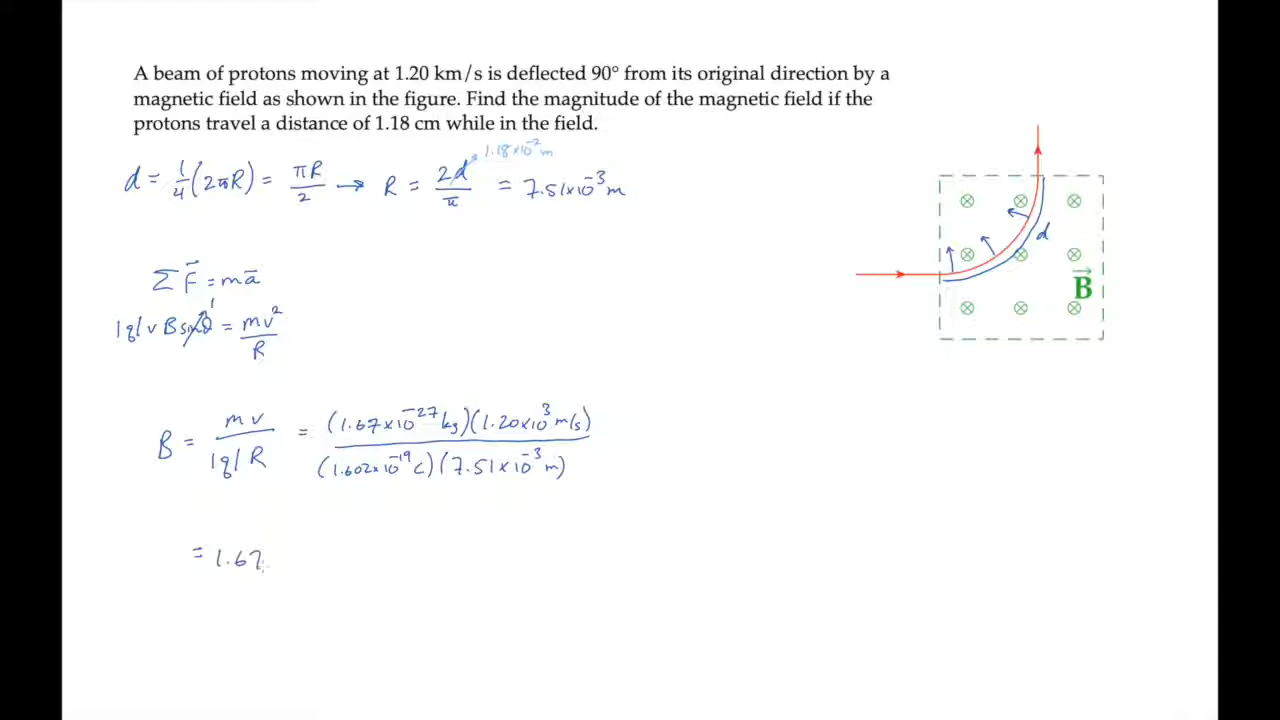 A beam of protons moving at 1.20 km/s is deflected 90° from its original direction by a
magnetic field as shown in the figure. Find the magnitude of the magnetic field if the
protons travel a distance of 1.18 cm while in the field.
1.18×10⁻² m
d = 1/4 (2πR) = πR/2 → R = 2d/π = 7.51×10⁻³ m
d
ΣF⃗ = ma⃗
B⃗
1
|q|vB sinθ = mv²/R
B = mv/|q|R = (1.67×10⁻²⁷ kg)(1.20×10³ m/s)/(1.602×10⁻¹⁹ C)(7.51×10⁻³ m)
= 1.67